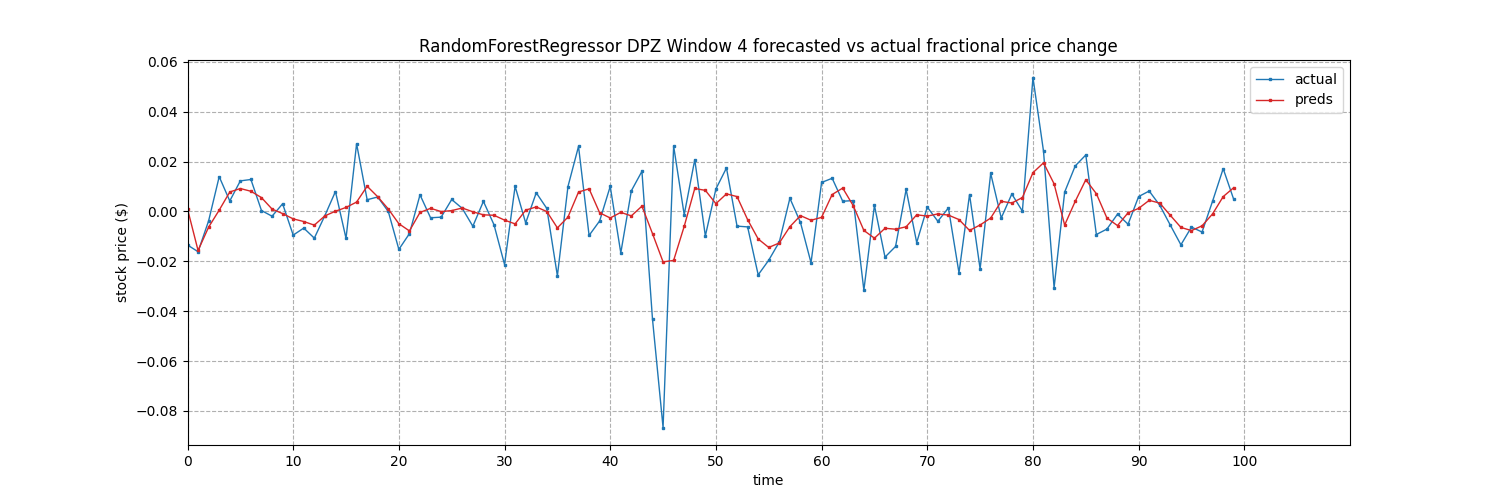 RandomForestRegressor DPZ Window 4 forecasted vs actual fractional price change
0.06
0.04
0.02
0.00
−0.02
−0.04
−0.06
−0.08
stock price ($)
actual
preds
0 10 20 30 40 50 60 70 80 90 100
time